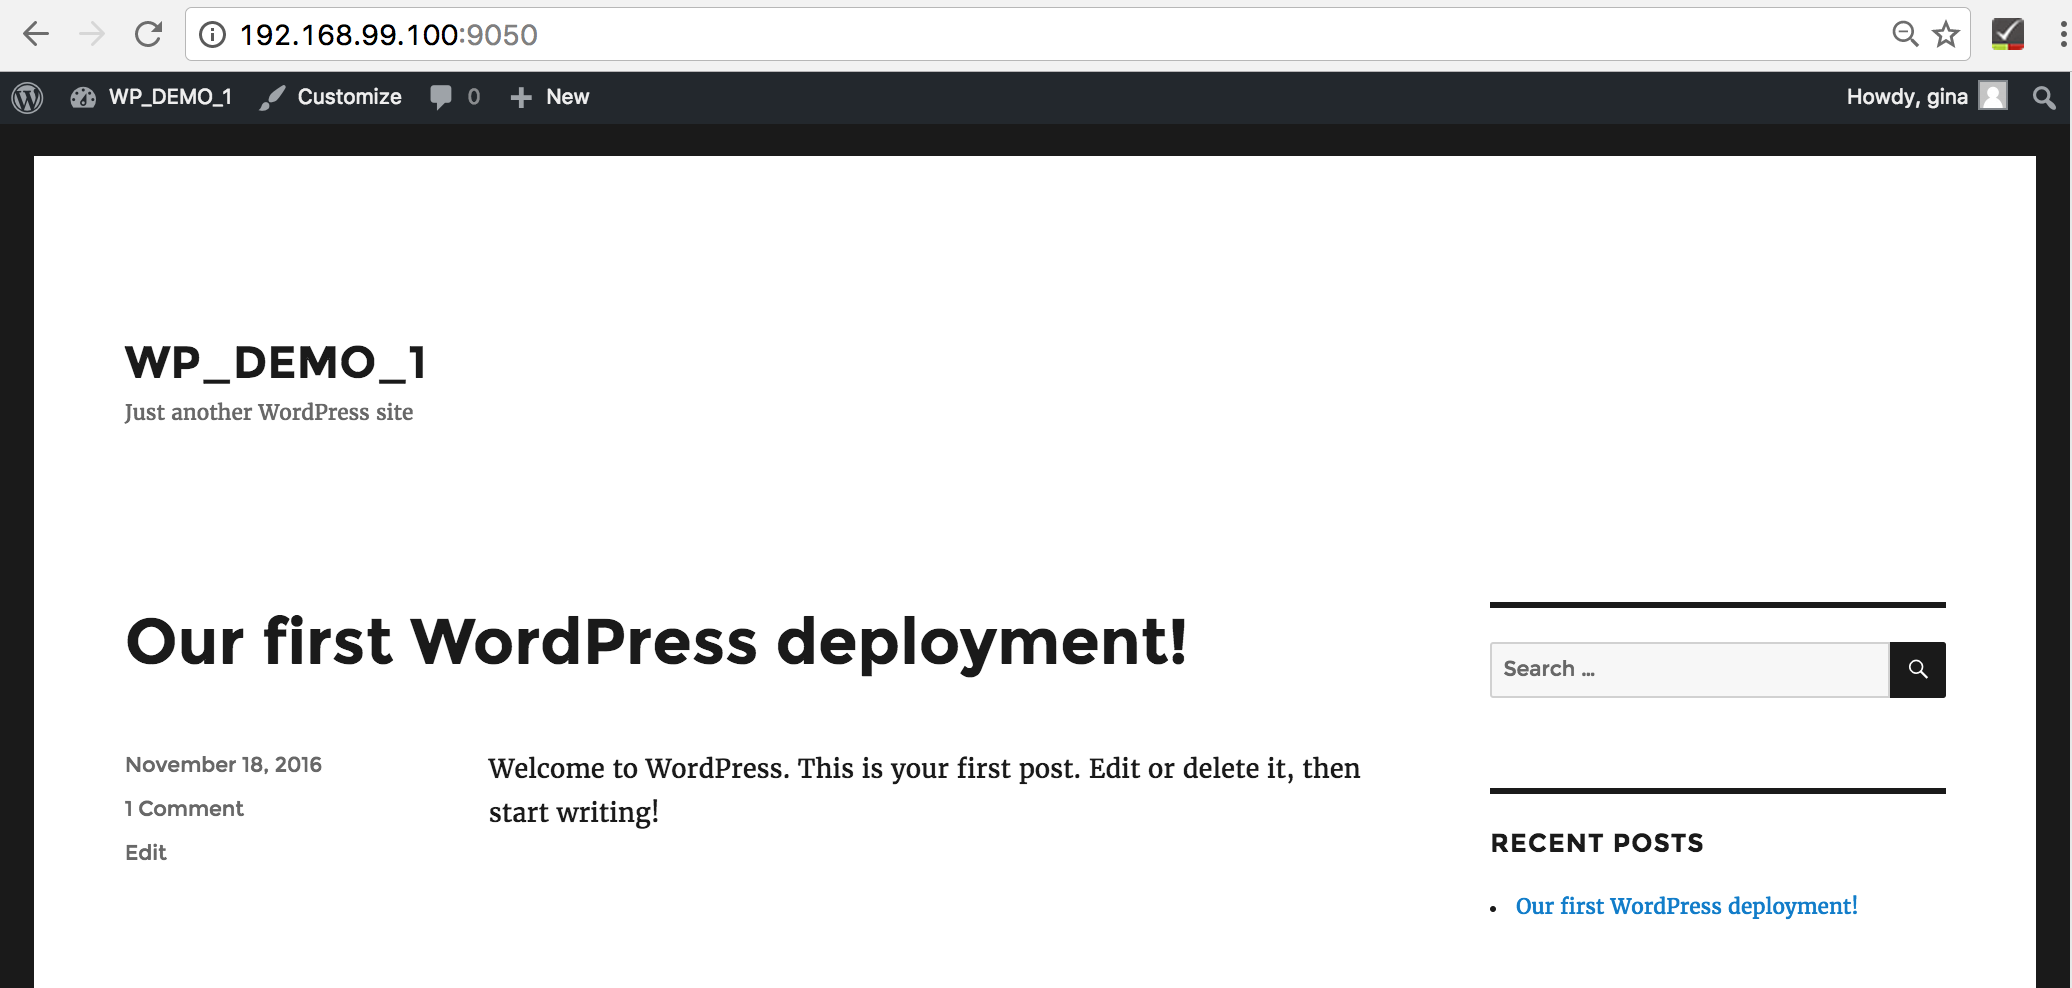 192.168.99.100:9050
WP_DEMO_1 Customize 0 New Howdy, gina
WP_DEMO_1
Just another WordPress site
Our first WordPress deployment!
Search ...
November 18, 2016
1 Comment
Edit
Welcome to WordPress. This is your first post. Edit or delete it, then
start writing!
RECENT POSTS
Our first WordPress deployment!